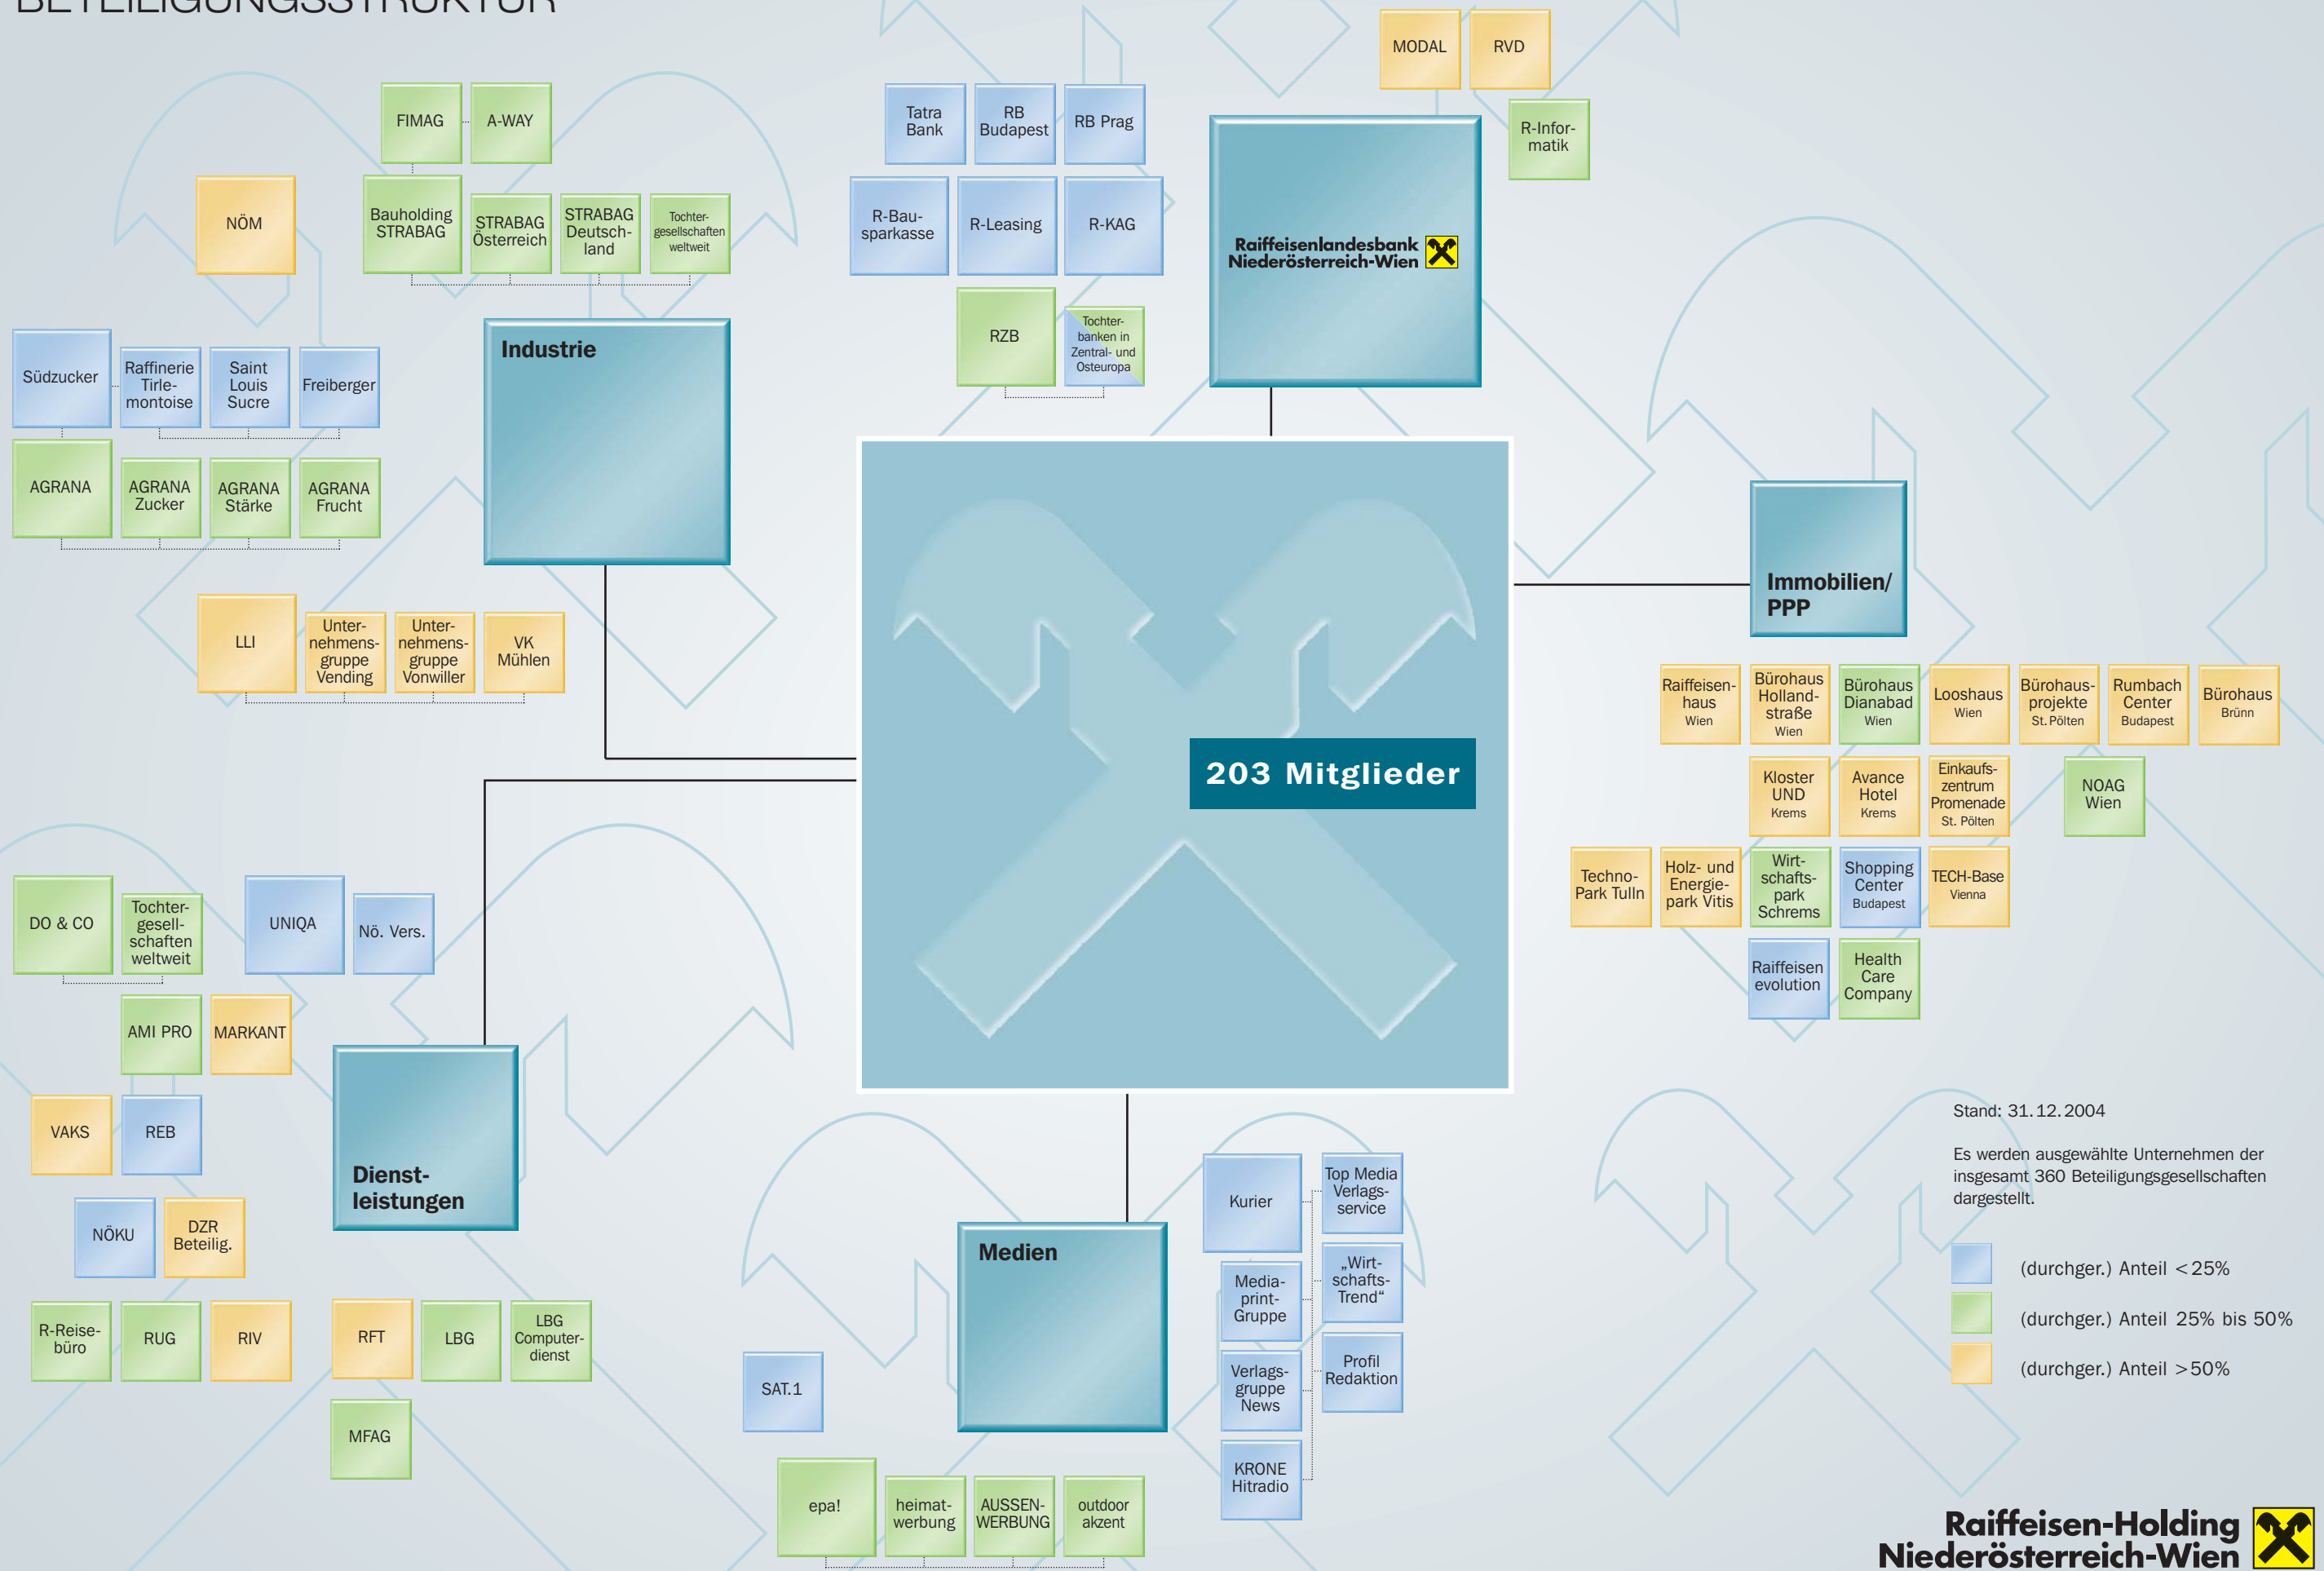 BETEILIGUNGSSTRUKTUR
MODAL
RVD
R-Infor-
matik
FIMAG
A-WAY
NÖM
Bauholding
STRABAG
STRABAG
Österreich
STRABAG
Deutsch-
land
Tochter-
gesellschaften
weltweit
Tatra
Bank
RB
Budapest
RB Prag
R-Bau-
sparkasse
R-Leasing
R-KAG
RZB
Tochter-
banken in
Zentral- und
Osteuropa
Raiffeisenlandesbank
Niederösterreich-Wien
Industrie
Südzucker
Raffinerie
Tirle-
montoise
Saint
Louis
Sucre
Freiberger
AGRANA
AGRANA
Zucker
AGRANA
Stärke
AGRANA
Frucht
LLI
Unter-
nehmens-
gruppe
Vending
Unter-
nehmens-
gruppe
Vonwiller
VK
Mühlen
203 Mitglieder
Immobilien/
PPP
Raiffeisen-
haus
Wien
Bürohaus
Holland-
straße
Wien
Bürohaus
Dianabad
Wien
Looshaus
Wien
Bürohaus-
projekte
St. Pölten
Rumbach
Center
Budapest
Bürohaus
Brünn
Kloster
UND
Krems
Avance
Hotel
Krems
Einkaufs-
zentrum
Promenade
St. Pölten
NOAG
Wien
Techno-
Park Tulln
Holz- und
Energie-
park Vitis
Wirt-
schafts-
park
Schrems
Shopping
Center
Budapest
TECH-Base
Vienna
Raiffeisen
evolution
Health
Care
Company
DO & CO
Tochter-
gesell-
schaften
weltweit
UNIQA
Nö. Vers.
AMI PRO
MARKANT
VAKS
REB
NÖKU
DZR
Beteilig.
Dienst-
leistungen
R-Reise-
büro
RUG
RIV
RFT
LBG
LBG
Computer-
dienst
MFAG
Medien
SAT.1
epa!
heimat-
werbung
AUSSEN-
WERBUNG
outdoor
akzent
Kurier
Top Media
Verlags-
service
Media-
print-
Gruppe
„Wirt-
schafts-
Trend“
Verlags-
gruppe
News
Profil
Redaktion
KRONE
Hitradio
Stand: 31.12.2004
Es werden ausgewählte Unternehmen der
insgesamt 360 Beteiligungsgesellschaften
dargestellt.
(durchger.) Anteil <25%
(durchger.) Anteil 25% bis 50%
(durchger.) Anteil >50%
Raiffeisen-Holding
Niederösterreich-Wien